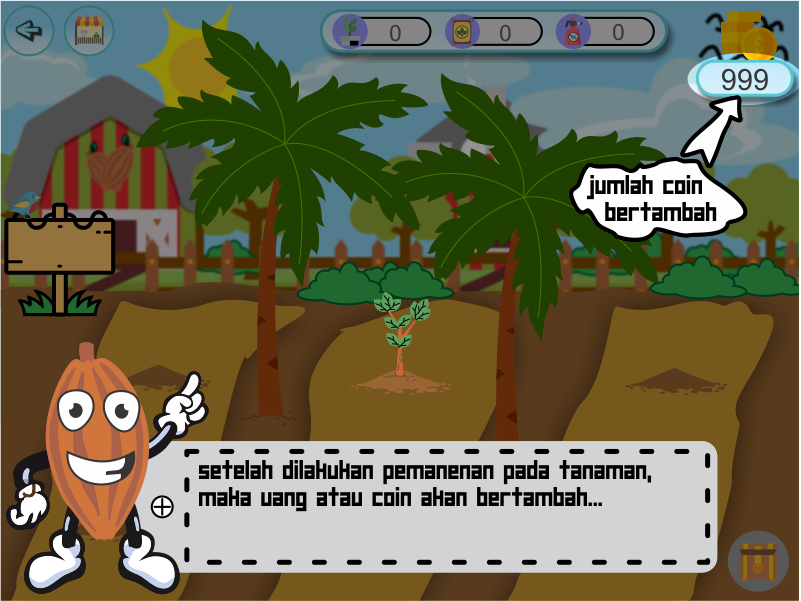 0
0
0
999
jumlah coin
bertambah
setelah dilakukan pemanenan pada tanaman,
maka uang atau coin akan bertambah...